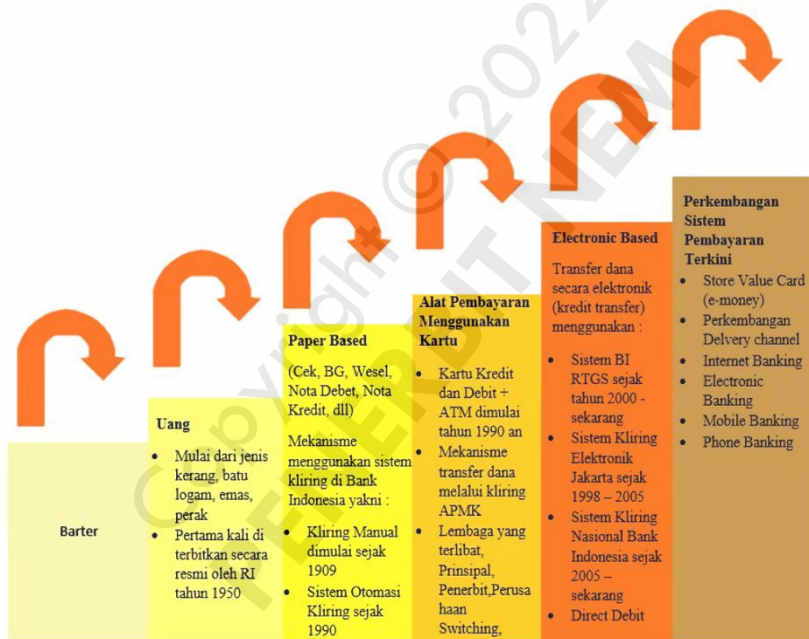 Barter
Uang
• Mulai dari jenis
kerang, batu
logam, emas,
perak
• Pertama kali di
terbitkan secara
resmi oleh RI
tahun 1950
Paper Based
(Cek, BG, Wesel,
Nota Debet, Nota
Kredit, dll)
Mekanisme
menggunakan sistem
kliring di Bank
Indonesia yakni :
• Kliring Manual
dimulai sejak
1909
• Sistem Otomasi
Kliring sejak
1990
Alat Pembayaran
Menggunakan
Kartu
• Kartu Kredit
dan Debit +
ATM dimulai
tahun 1990 an
• Mekanisme
transfer dana
melalui kliring
APMK
• Lembaga yang
terlibat,
Prinsipal,
Penerbit,Perusa
haan
Switching,
Electronic Based
Transfer dana
secara elektronik
(kredit transfer)
menggunakan :
• Sistem BI
RTGS sejak
tahun 2000 -
sekarang
• Sistem Kliring
Elektronik
Jakarta sejak
1998 – 2005
• Sistem Kliring
Nasional Bank
Indonesia sejak
2005 –
sekarang
• Direct Debit
Perkembangan
Sistem
Pembayaran
Terkini
• Store Value Card
(e-money)
• Perkembangan
Delvery channel
• Internet Banking
• Electronic
Banking
• Mobile Banking
• Phone Banking
Copyright © 2022
PENERBIT NEM